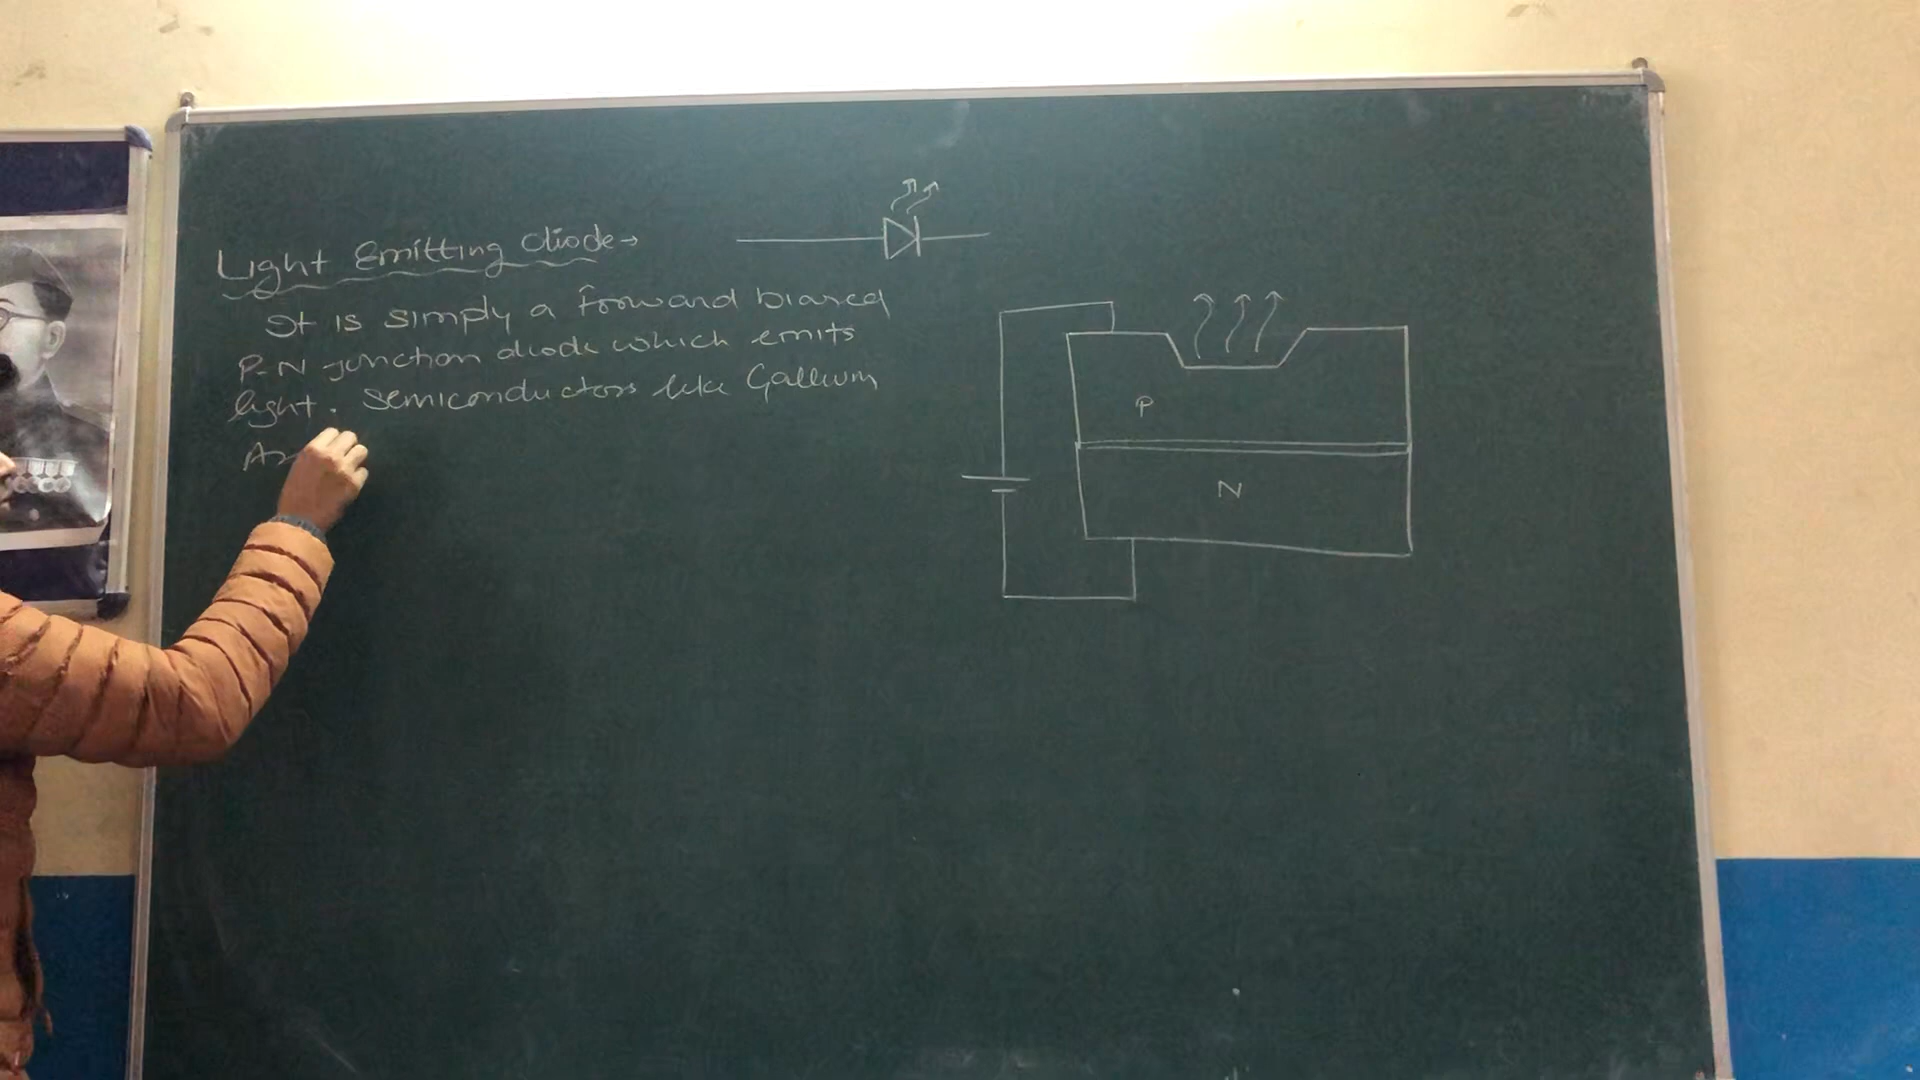 Light Emitting diode →
It is simply a forward biased
P-N junction diode which emits
light. Semiconductors like Gallium
P
N